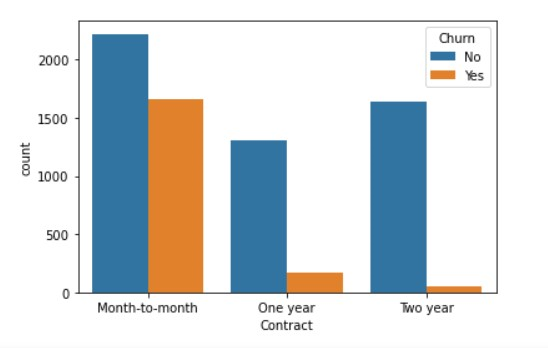 Churn
No
Yes
2000
1500
1000
500
0
count
Month-to-month One year Two year
Contract